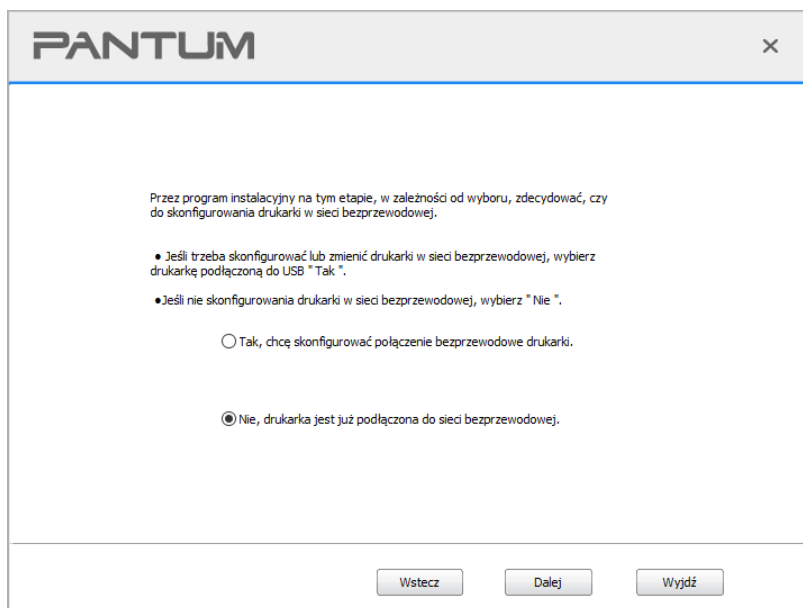 PANTUM
Przez program instalacyjny na tym etapie, w zależności od wyboru, zdecydować, czy
do skonfigurowania drukarki w sieci bezprzewodowej.
● Jeśli trzeba skonfigurować lub zmienić drukarki w sieci bezprzewodowej, wybierz
drukarkę podłączoną do USB " Tak ".
●Jeśli nie skonfigurowania drukarki w sieci bezprzewodowej, wybierz " Nie ".
Tak, chcę skonfigurować połączenie bezprzewodowe drukarki.
Nie, drukarka jest już podłączona do sieci bezprzewodowej.
Wstecz Dalej Wyjdź